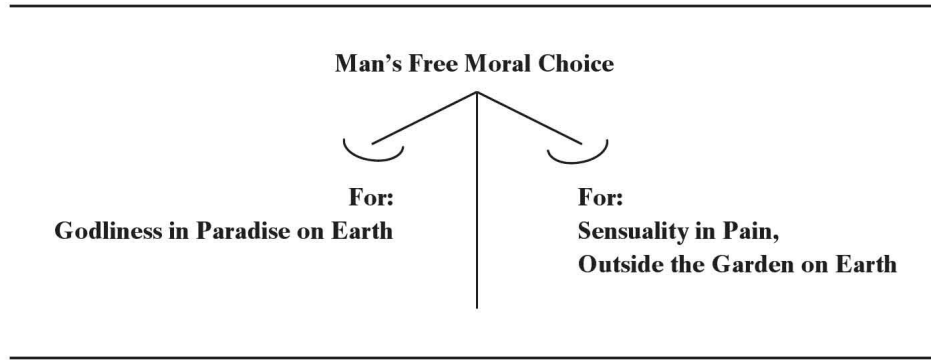 Man’s Free Moral Choice
For:
Godliness in Paradise on Earth
For:
Sensuality in Pain,
Outside the Garden on Earth